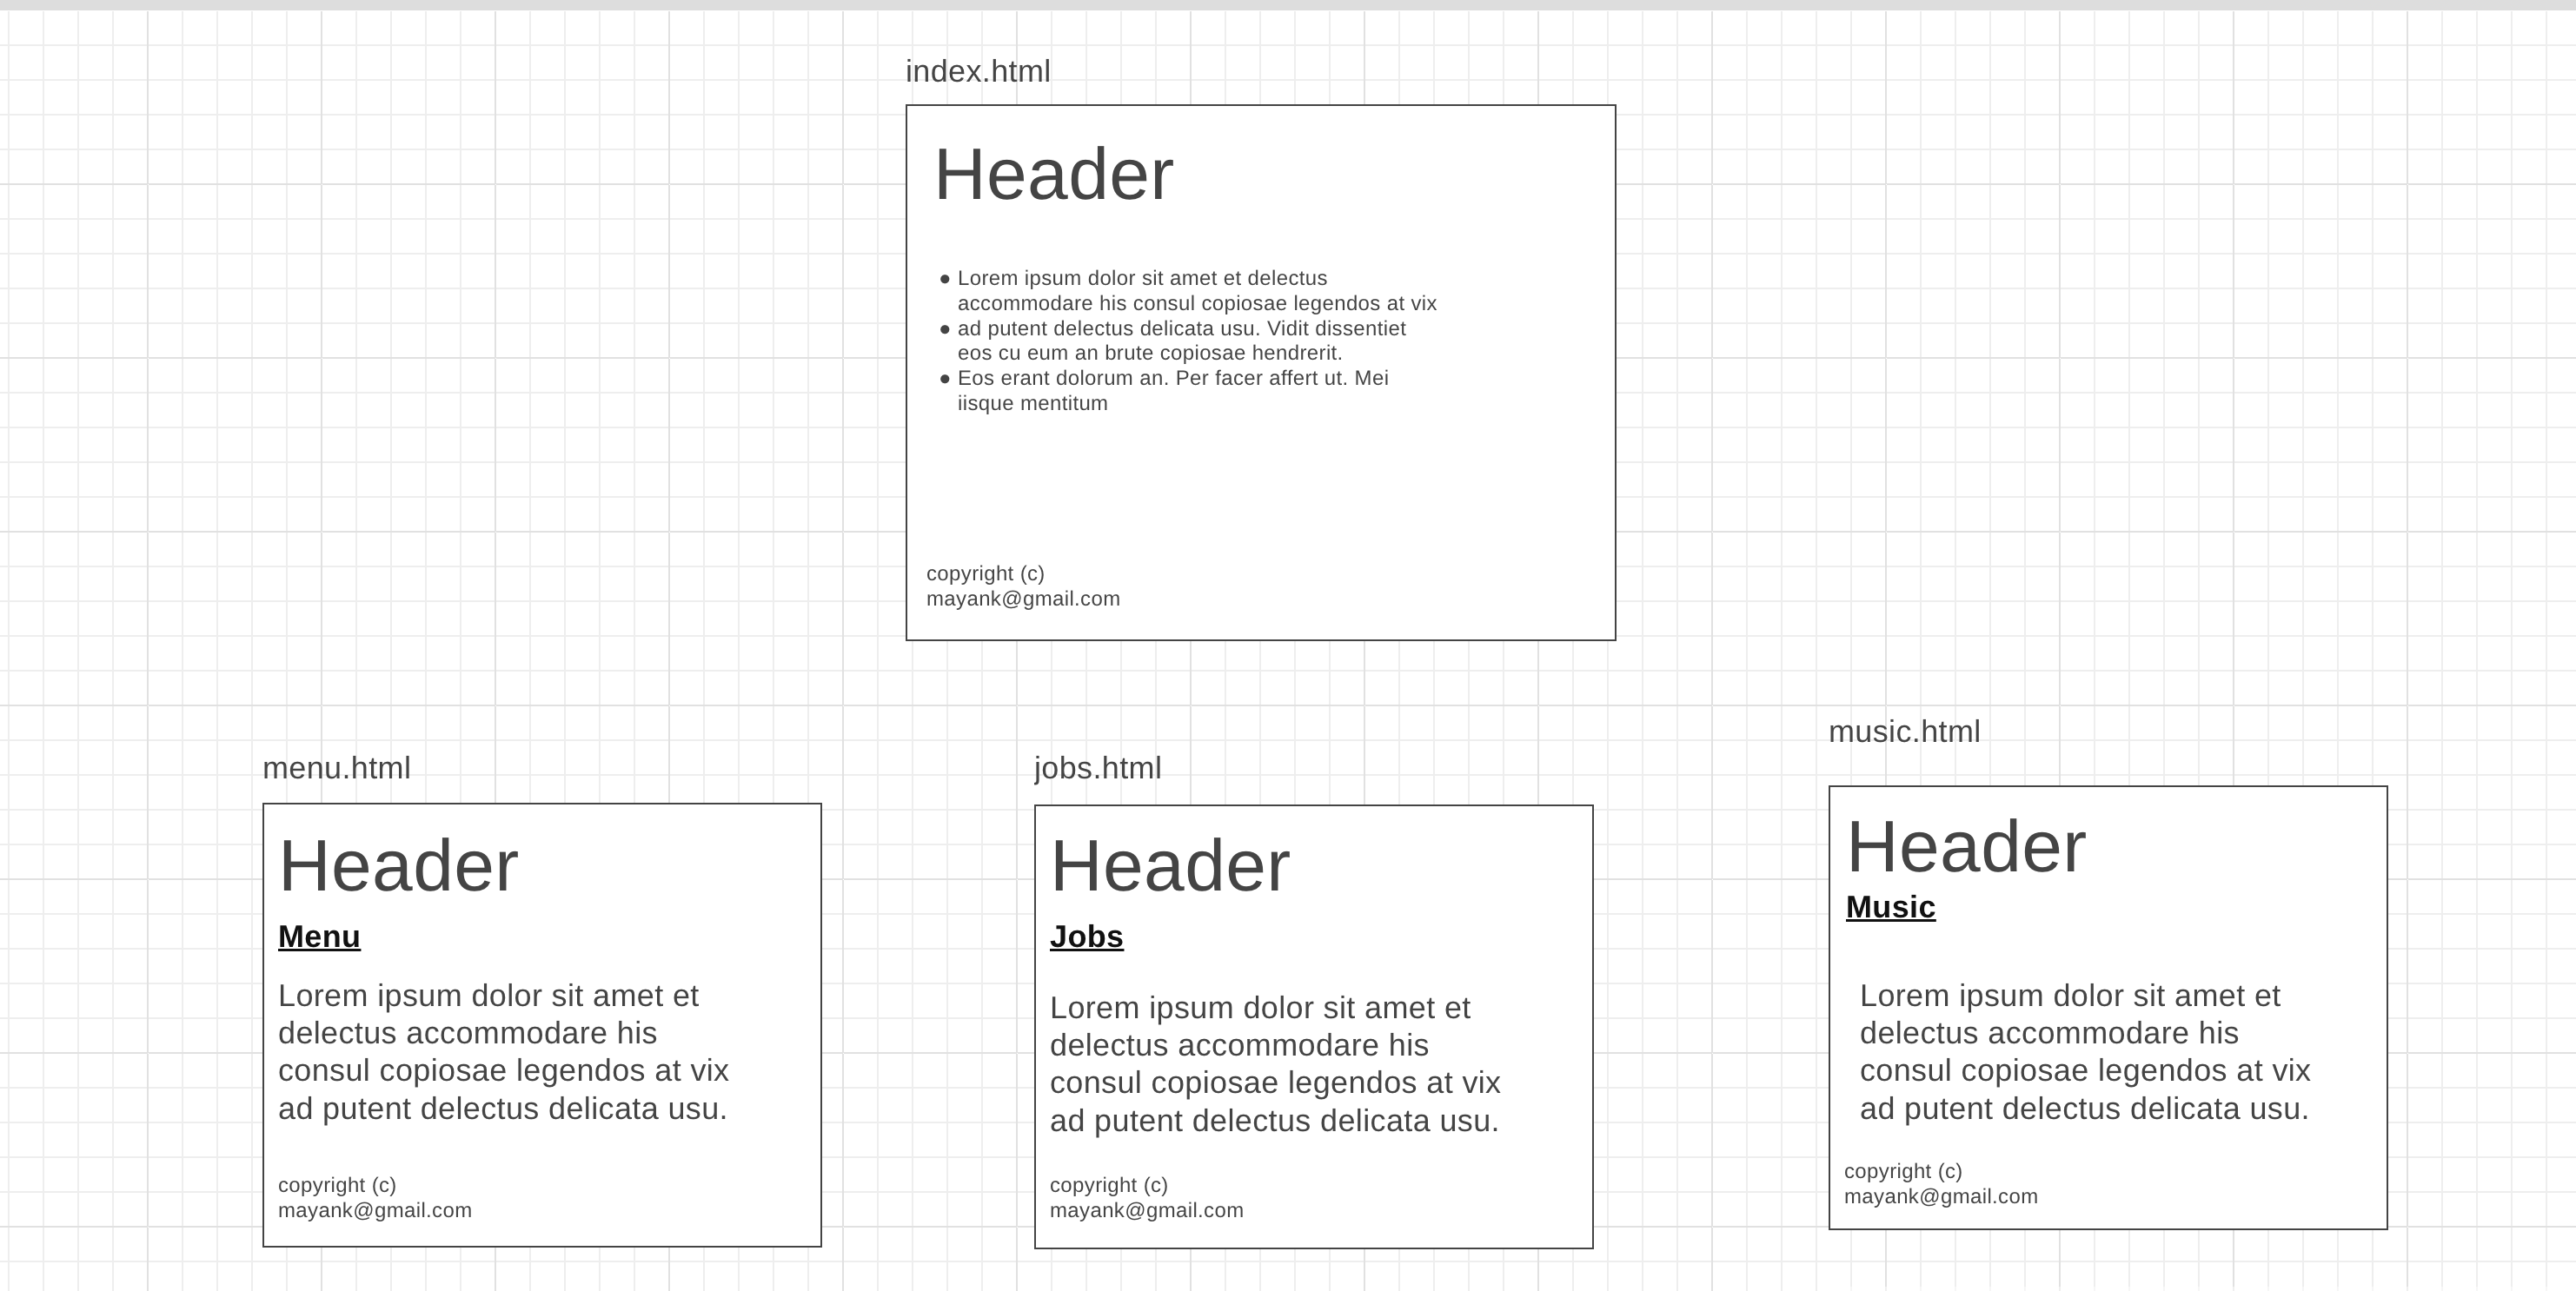 index.html
Header
● Lorem ipsum dolor sit amet et delectus
accommodare his consul copiosae legendos at vix
● ad putent delectus delicata usu. Vidit dissentiet
eos cu eum an brute copiosae hendrerit.
● Eos erant dolorum an. Per facer affert ut. Mei
iisque mentitum
copyright (c)
mayank@gmail.com
menu.html
Header
Menu
Lorem ipsum dolor sit amet et
delectus accommodare his
consul copiosae legendos at vix
ad putent delectus delicata usu.
copyright (c)
mayank@gmail.com
jobs.html
Header
Jobs
Lorem ipsum dolor sit amet et
delectus accommodare his
consul copiosae legendos at vix
ad putent delectus delicata usu.
copyright (c)
mayank@gmail.com
music.html
Header
Music
Lorem ipsum dolor sit amet et
delectus accommodare his
consul copiosae legendos at vix
ad putent delectus delicata usu.
copyright (c)
mayank@gmail.com